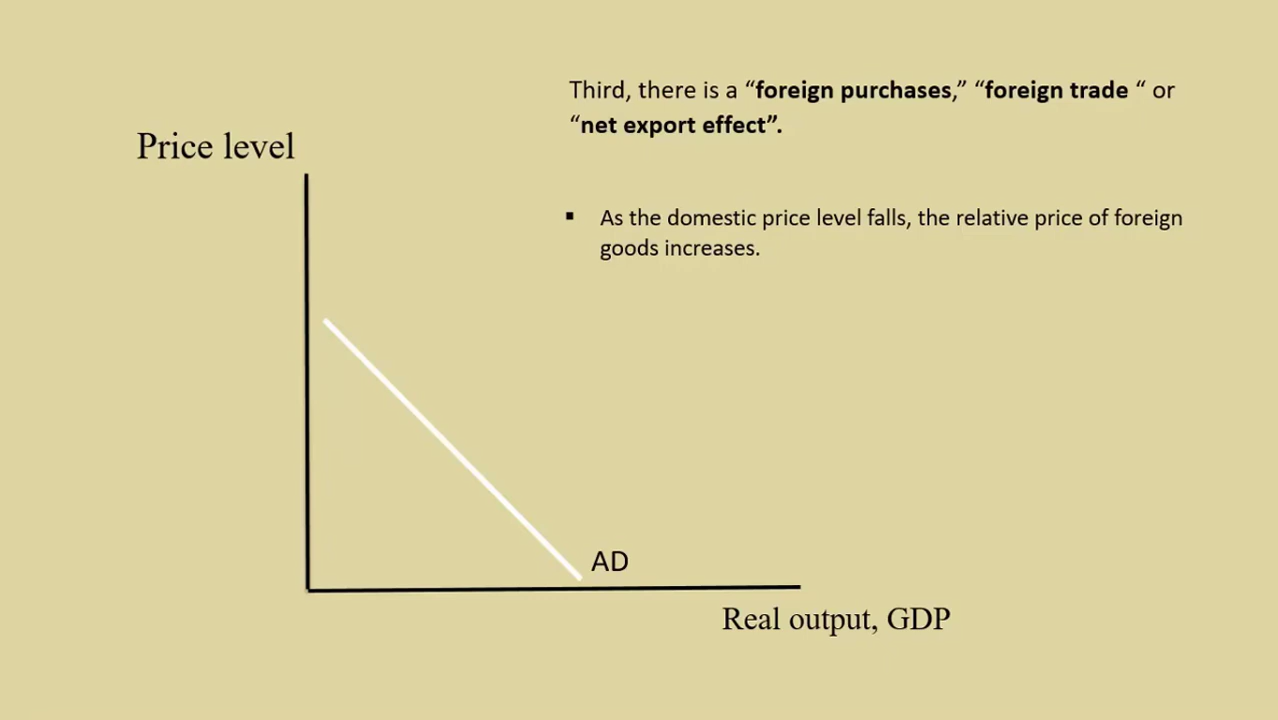 Third, there is a “foreign purchases,” “foreign trade “ or
“net export effect”.
Price level
▪ As the domestic price level falls, the relative price of foreign
goods increases.
AD
Real output, GDP